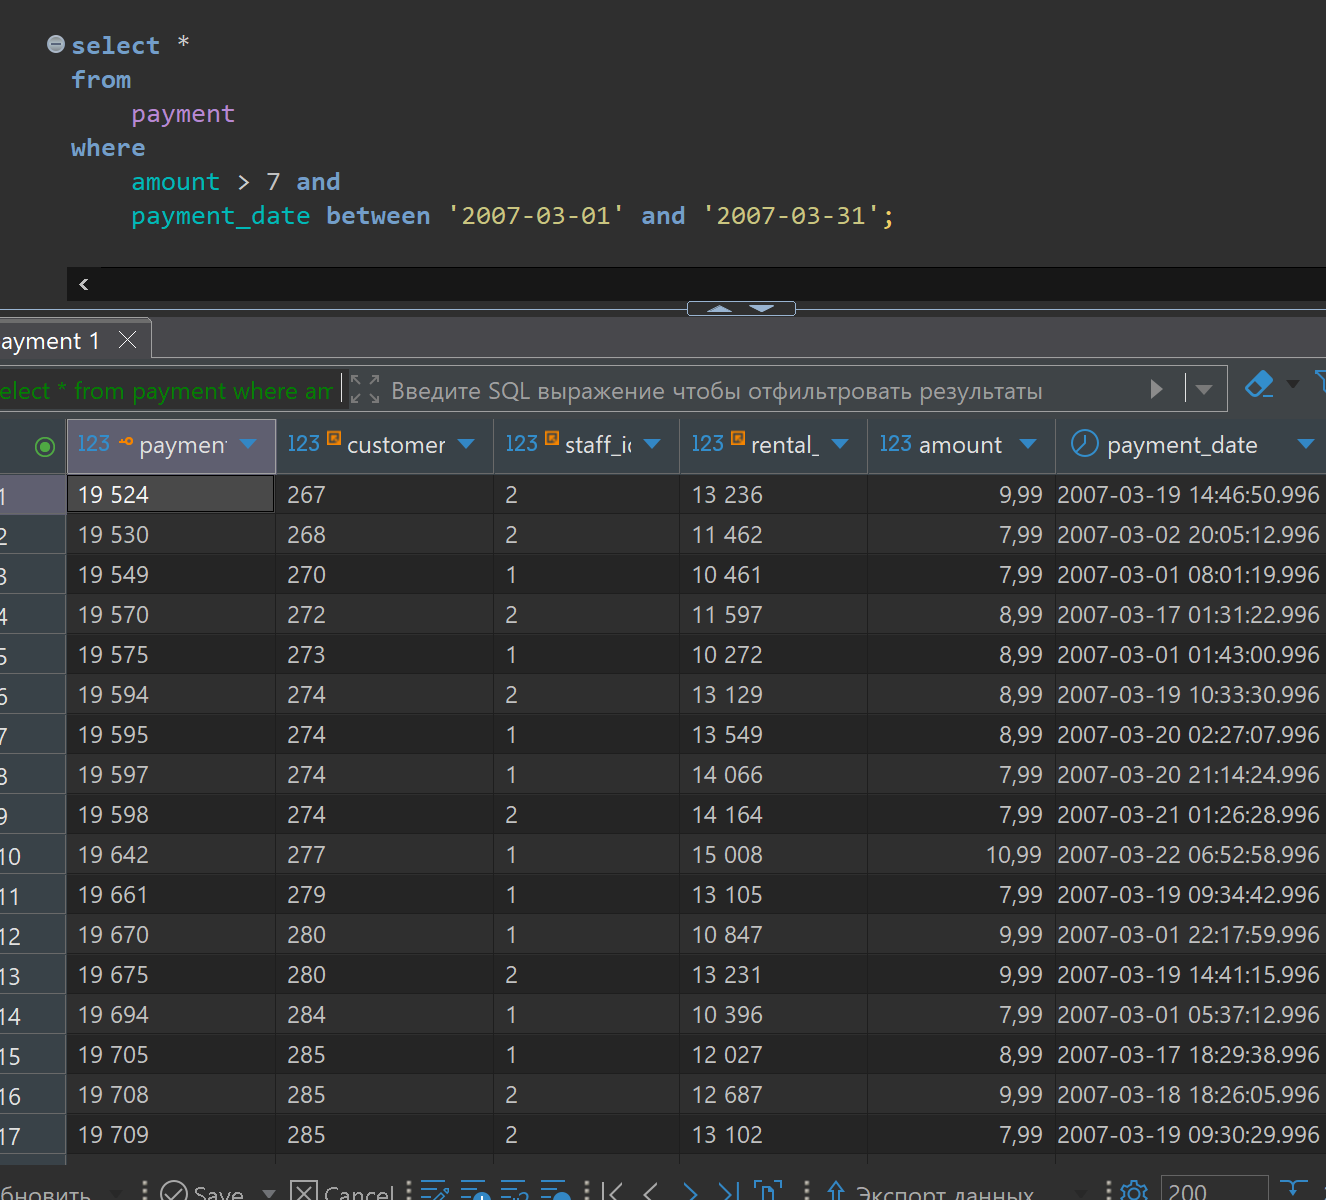 select *
from
payment
where
amount > 7 and
payment_date between '2007-03-01' and '2007-03-31';
ayment 1
elect * from payment where am Введите SQL выражение чтобы отфильтровать результаты
123 paymen 123 customer 123 staff_ic 123 rental_ 123 amount payment_date
1 19 524 267 2 13 236 9,99 2007-03-19 14:46:50.996
2 19 530 268 2 11 462 7,99 2007-03-02 20:05:12.996
3 19 549 270 1 10 461 7,99 2007-03-01 08:01:19.996
4 19 570 272 2 11 597 8,99 2007-03-17 01:31:22.996
5 19 575 273 1 10 272 8,99 2007-03-01 01:43:00.996
6 19 594 274 2 13 129 8,99 2007-03-19 10:33:30.996
7 19 595 274 1 13 549 8,99 2007-03-20 02:27:07.996
8 19 597 274 1 14 066 7,99 2007-03-20 21:14:24.996
9 19 598 274 2 14 164 7,99 2007-03-21 01:26:28.996
10 19 642 277 1 15 008 10,99 2007-03-22 06:52:58.996
11 19 661 279 1 13 105 7,99 2007-03-19 09:34:42.996
12 19 670 280 1 10 847 9,99 2007-03-01 22:17:59.996
13 19 675 280 2 13 231 9,99 2007-03-19 14:41:15.996
14 19 694 284 1 10 396 7,99 2007-03-01 05:37:12.996
15 19 705 285 1 12 027 8,99 2007-03-17 18:29:38.996
16 19 708 285 2 12 687 9,99 2007-03-18 18:26:05.996
17 19 709 285 2 13 102 7,99 2007-03-19 09:30:29.996
бновить Save Cancel Экспорт данных 200